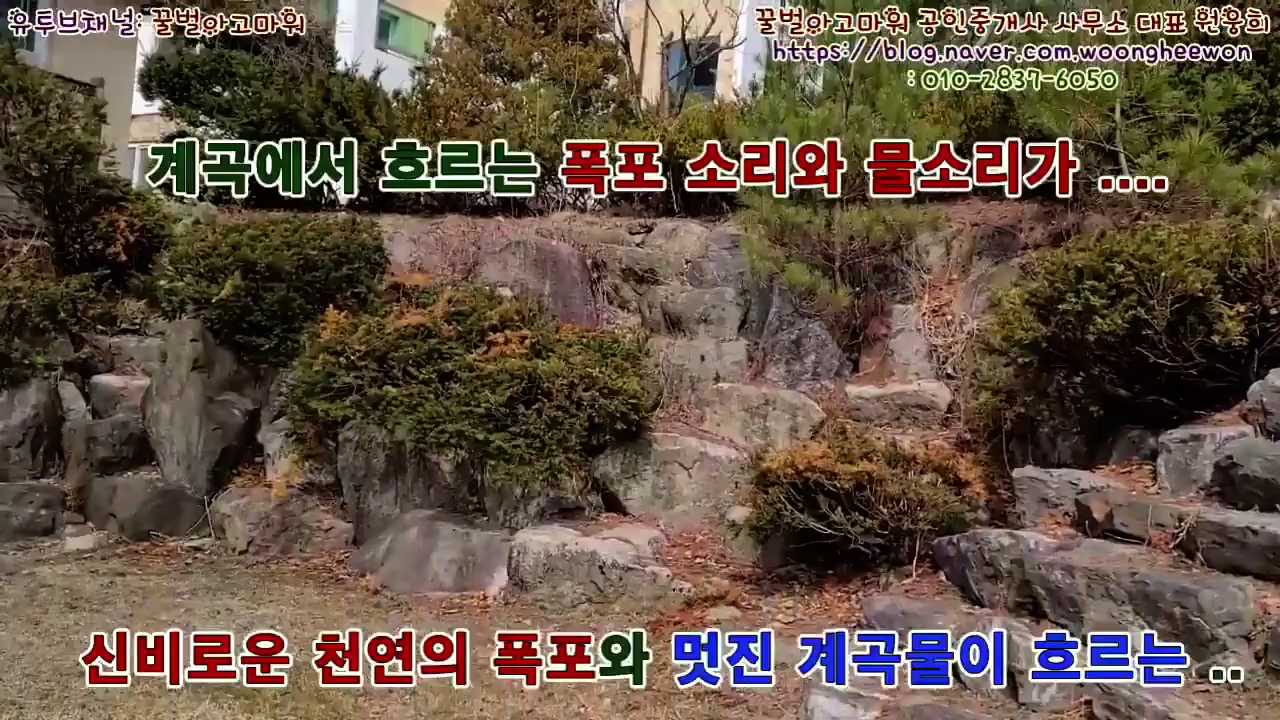 유투브채널: 꿀벌아고마워
꿀벌아고마워 공인중개사 사무소 대표 원웅희
https://blog.naver.com.woongheewon
: 010-2837-6050
계곡에서 흐르는 폭포 소리와 물소리가 ....
신비로운 천연의 폭포와 멋진 계곡물이 흐르는 ..